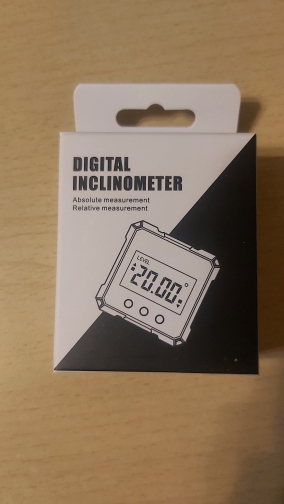 DIGITAL
INCLINOMETER
Absolute measurement
Relative measurement
LEVEL
20.00°